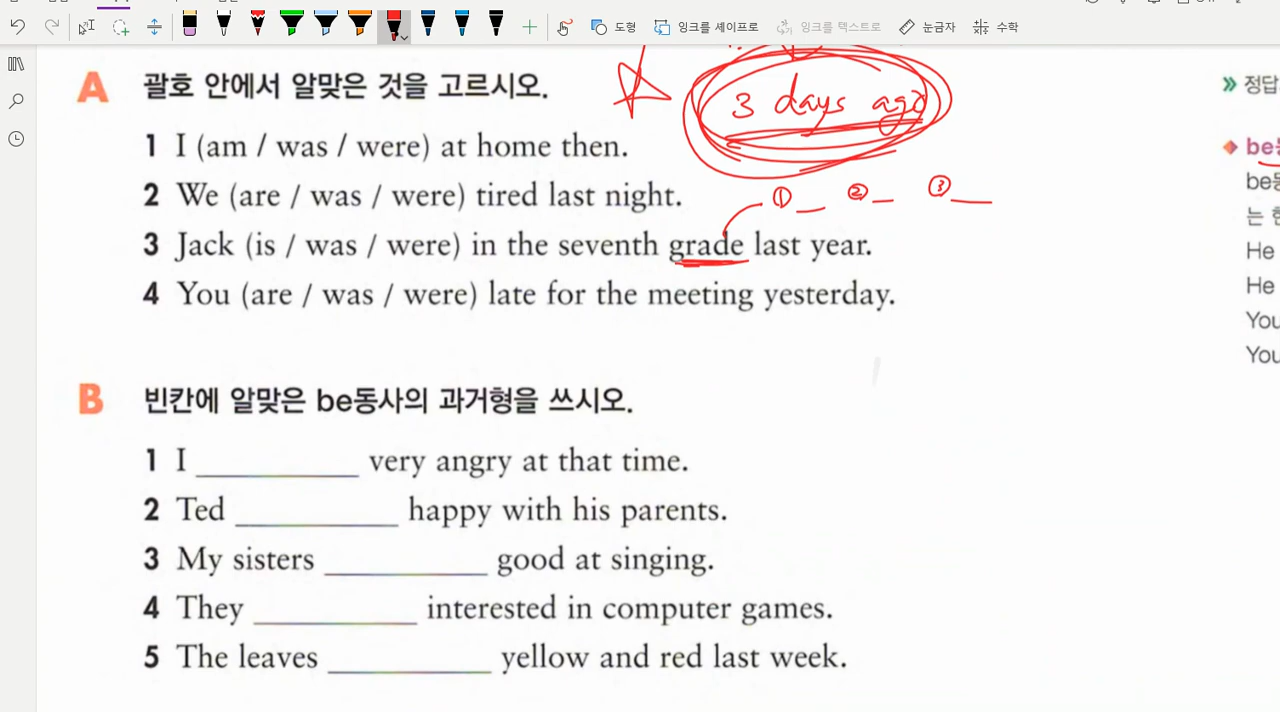 도형
잉크를 셰이프로
잉크를 텍스트로
눈금자
수학
A 괄호 안에서 알맞은 것을 고르시오.
3 days ago
» 정답
1 I (am / was / were) at home then.
be
2 We (are / was / were) tired last night.
① _ ② _ ③ _
3 Jack (is / was / were) in the seventh grade last year.
는
He
4 You (are / was / were) late for the meeting yesterday.
He
You
You
B 빈칸에 알맞은 be동사의 과거형을 쓰시오.
1 I __________ very angry at that time.
2 Ted __________ happy with his parents.
3 My sisters __________ good at singing.
4 They __________ interested in computer games.
5 The leaves __________ yellow and red last week.